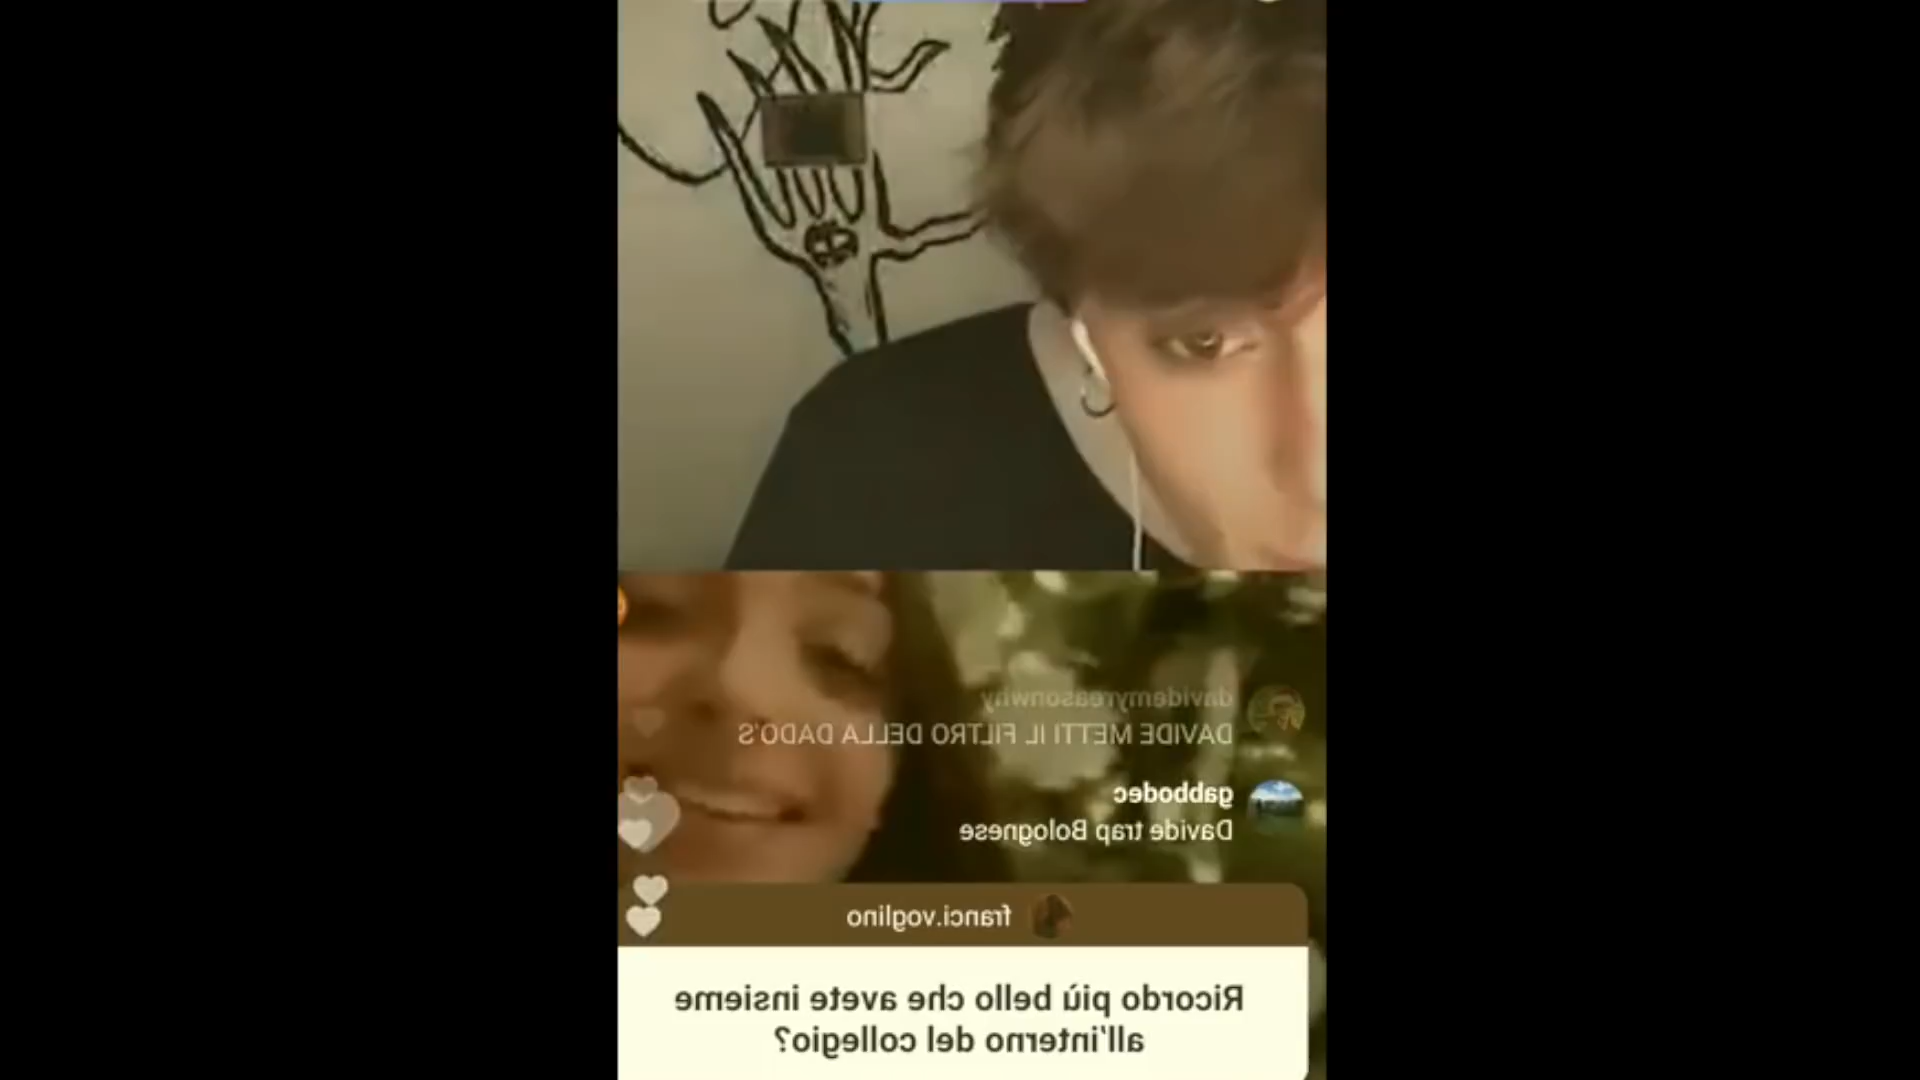 davidemyreasonwhy
DAVIDE METTI IL FILTRO DELLA DADO'S
gabbodec
Davide trap Bolognese
franci.voglino
Ricordo più bello che avete insieme
all'interno del collegio?